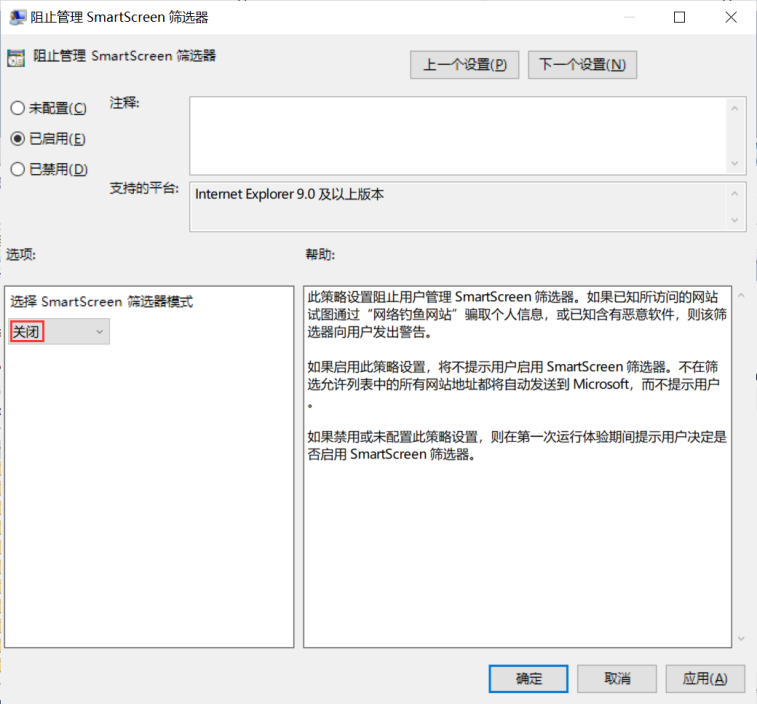 阻止管理 SmartScreen 筛选器
阻止管理 SmartScreen 筛选器
上一个设置(P)
下一个设置(N)
未配置(C)
注释:
已启用(E)
已禁用(D)
支持的平台:
Internet Explorer 9.0 及以上版本
选项:
帮助:
选择 SmartScreen 筛选器模式
关闭
此策略设置阻止用户管理 SmartScreen 筛选器。如果已知所访问的网站
试图通过“网络钓鱼网站”骗取个人信息，或已知含有恶意软件，则该筛
选器向用户发出警告。
如果启用此策略设置，将不提示用户启用 SmartScreen 筛选器。不在筛
选允许列表中的所有网站地址都将自动发送到 Microsoft，而不提示用户
。
如果禁用或未配置此策略设置，则在第一次运行体验期间提示用户决定是
否启用 SmartScreen 筛选器。
确定
取消
应用(A)